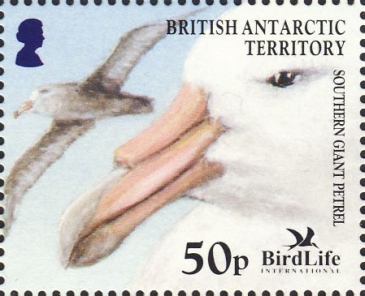 BRITISH ANTARCTIC
TERRITORY
SOUTHERN GIANT PETREL
50p
BirdLife
INTERNATIONAL